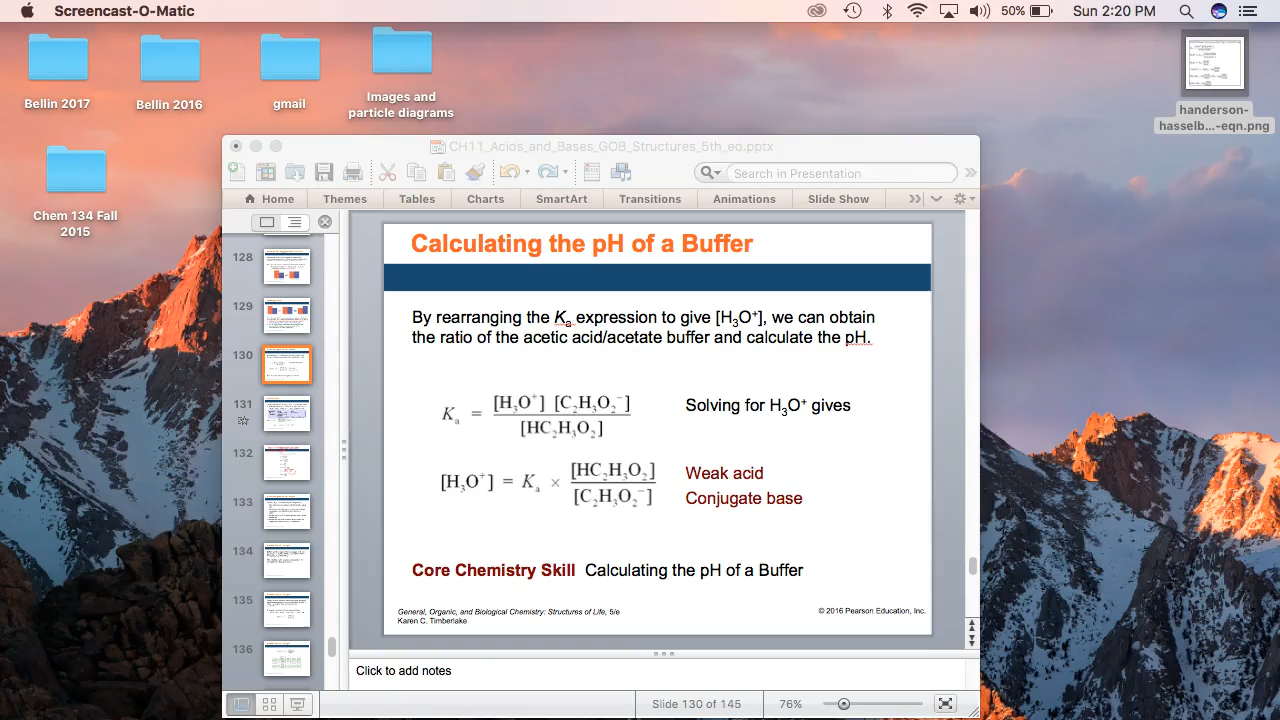 Screencast-O-Matic
50%
Sun 2:20 PM
Bellin 2017
Bellin 2016
gmail
Images and
particle diagrams
Chem 134 Fall
2015
handerson-
hasselb...-eqn.png
CH11_Acids_and_Bases_GOB_Structures_5th_ed.pptx
Search in Presentation
Home
Themes
Tables
Charts
SmartArt
Transitions
Animations
Slide Show
128
129
130
131
132
133
134
135
136
Calculating the pH of a Buffer
By rearranging the Kₐ expression to give [H₃O⁺], we can obtain
the ratio of the acetic acid/acetate buffer and calculate the pH.
Kₐ = [H₃O⁺] [C₂H₃O₂⁻] / [HC₂H₃O₂]
Solving for H₃O⁺ gives
[H₃O⁺] = Kₐ × [HC₂H₃O₂] / [C₂H₃O₂⁻]
Weak acid
Conjugate base
Core Chemistry Skill Calculating the pH of a Buffer
General, Organic, and Biological Chemistry: Structures of Life, 5/e
Karen C. Timberlake
© 2016 Pearson Education, Inc.
Click to add notes
Slide 130 of 145
76%